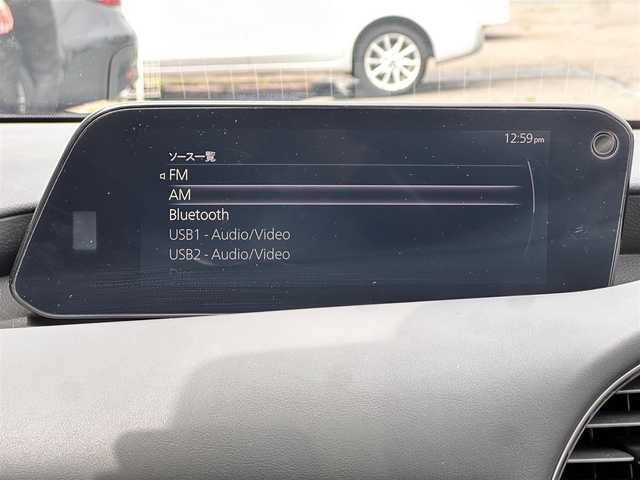 12:59pm
ソース一覧
FM
AM
Bluetooth
USB1 - Audio/Video
USB2 - Audio/Video